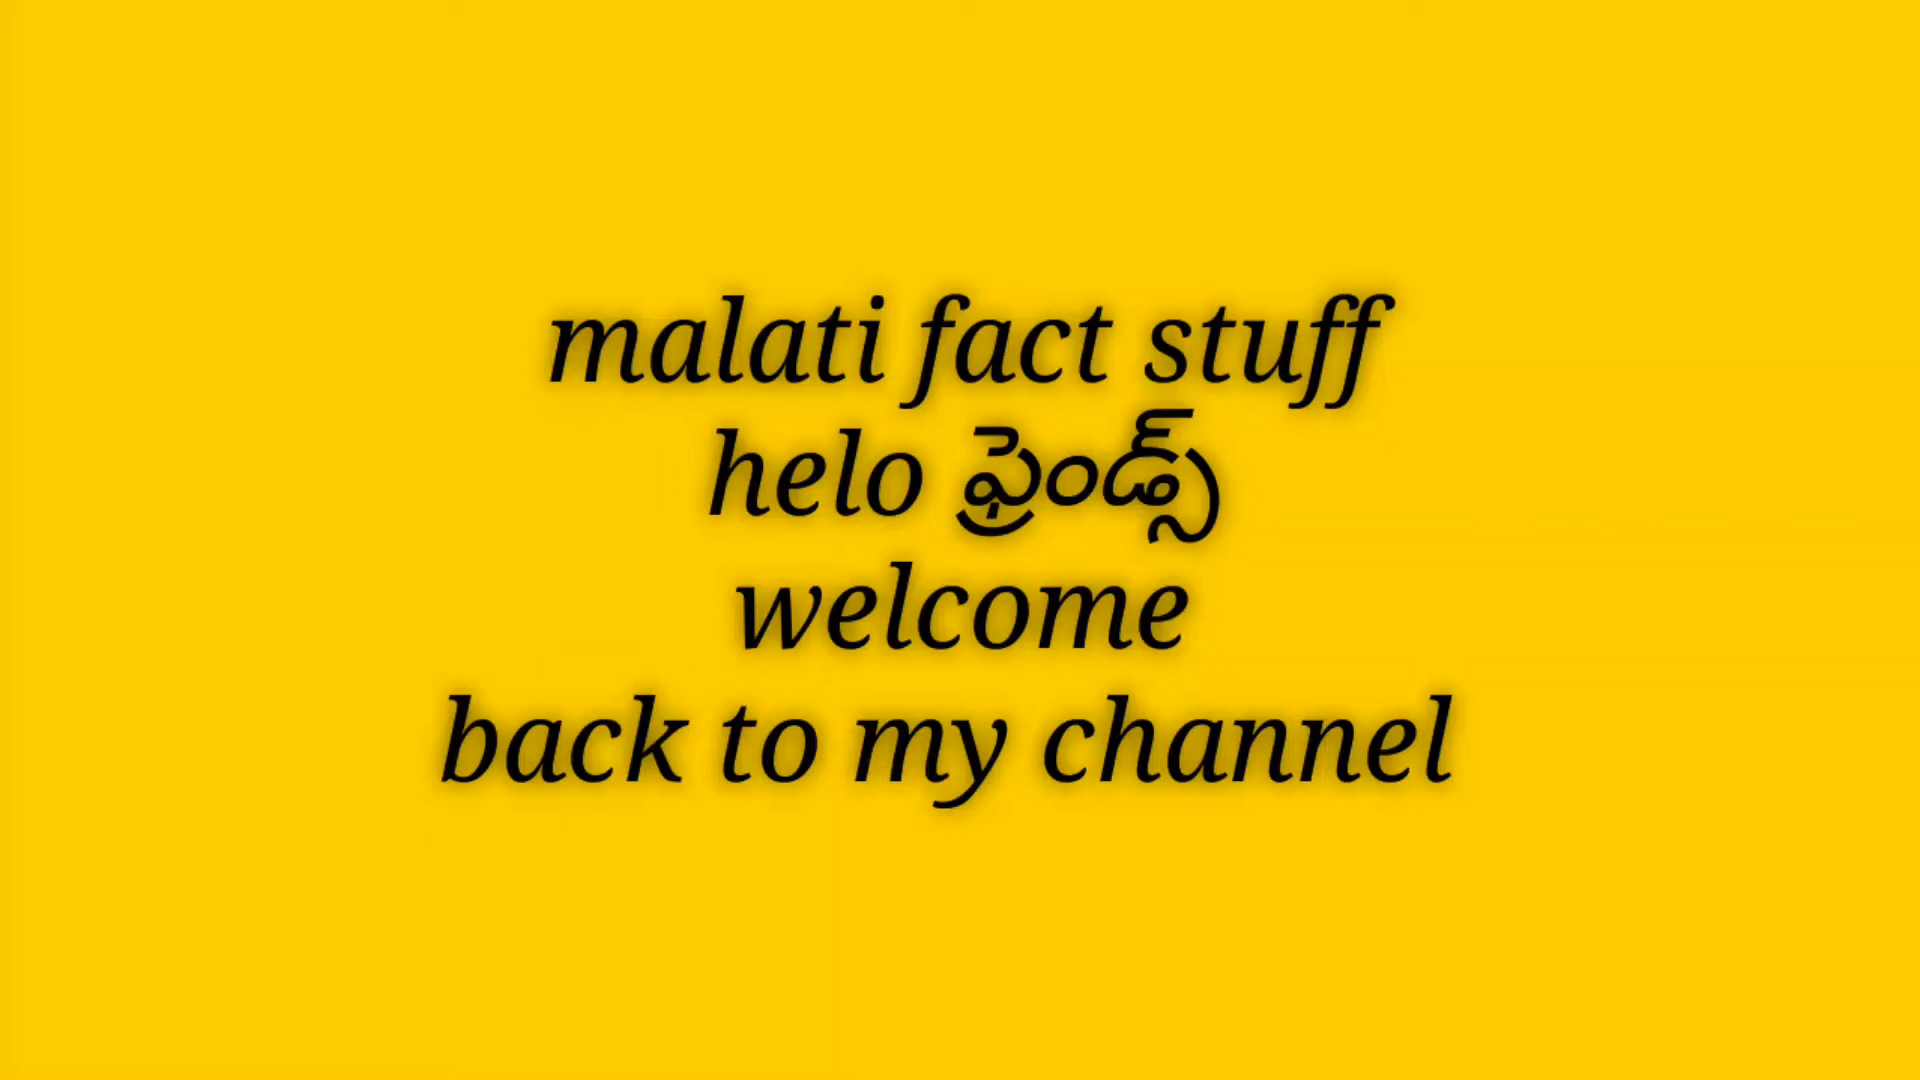 malati fact stuff
helo ఫ్రెండ్స్
welcome
back to my channel